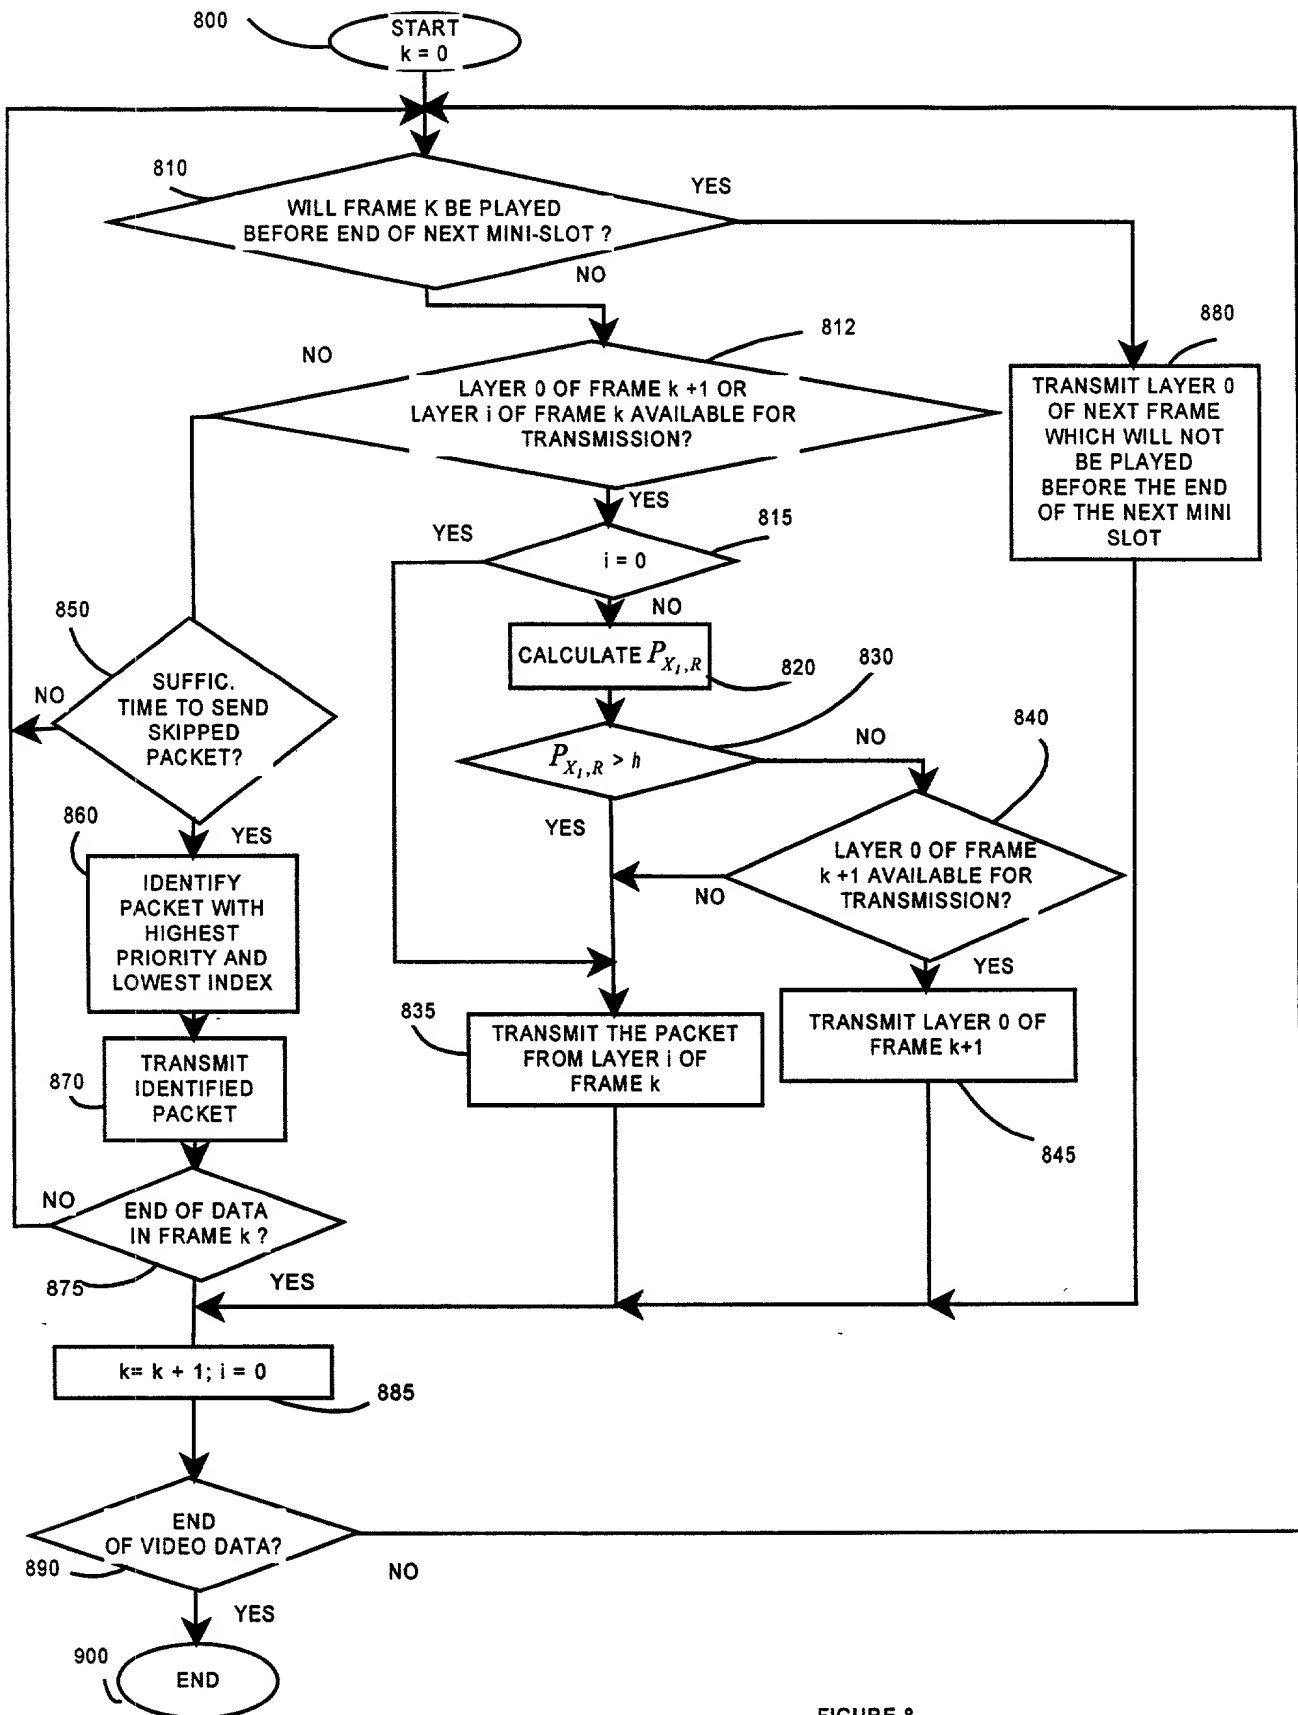 800
START
k = 0
810
YES
WILL FRAME K BE PLAYED
BEFORE END OF NEXT MINI-SLOT ?
NO
812
880
NO
LAYER 0 OF FRAME k +1 OR
LAYER i OF FRAME k AVAILABLE FOR
TRANSMISSION?
TRANSMIT LAYER 0
OF NEXT FRAME
WHICH WILL NOT
BE PLAYED
BEFORE THE END
OF THE NEXT MINI
SLOT
YES
YES
815
i = 0
NO
850
CALCULATE P_{X_I,R}
820
830
SUFFIC.
TIME TO SEND
SKIPPED
PACKET?
NO
P_{X_I,R} > h
NO
840
YES
860
YES
LAYER 0 OF FRAME
k +1 AVAILABLE FOR
TRANSMISSION?
NO
IDENTIFY
PACKET WITH
HIGHEST
PRIORITY AND
LOWEST INDEX
YES
835
TRANSMIT THE PACKET
FROM LAYER i OF
FRAME k
TRANSMIT LAYER 0 OF
FRAME k+1
845
870
TRANSMIT
IDENTIFIED
PACKET
NO
END OF DATA
IN FRAME k ?
875
YES
k= k + 1; i = 0
885
END
OF VIDEO DATA?
890
NO
YES
900
END
FIGURE 8